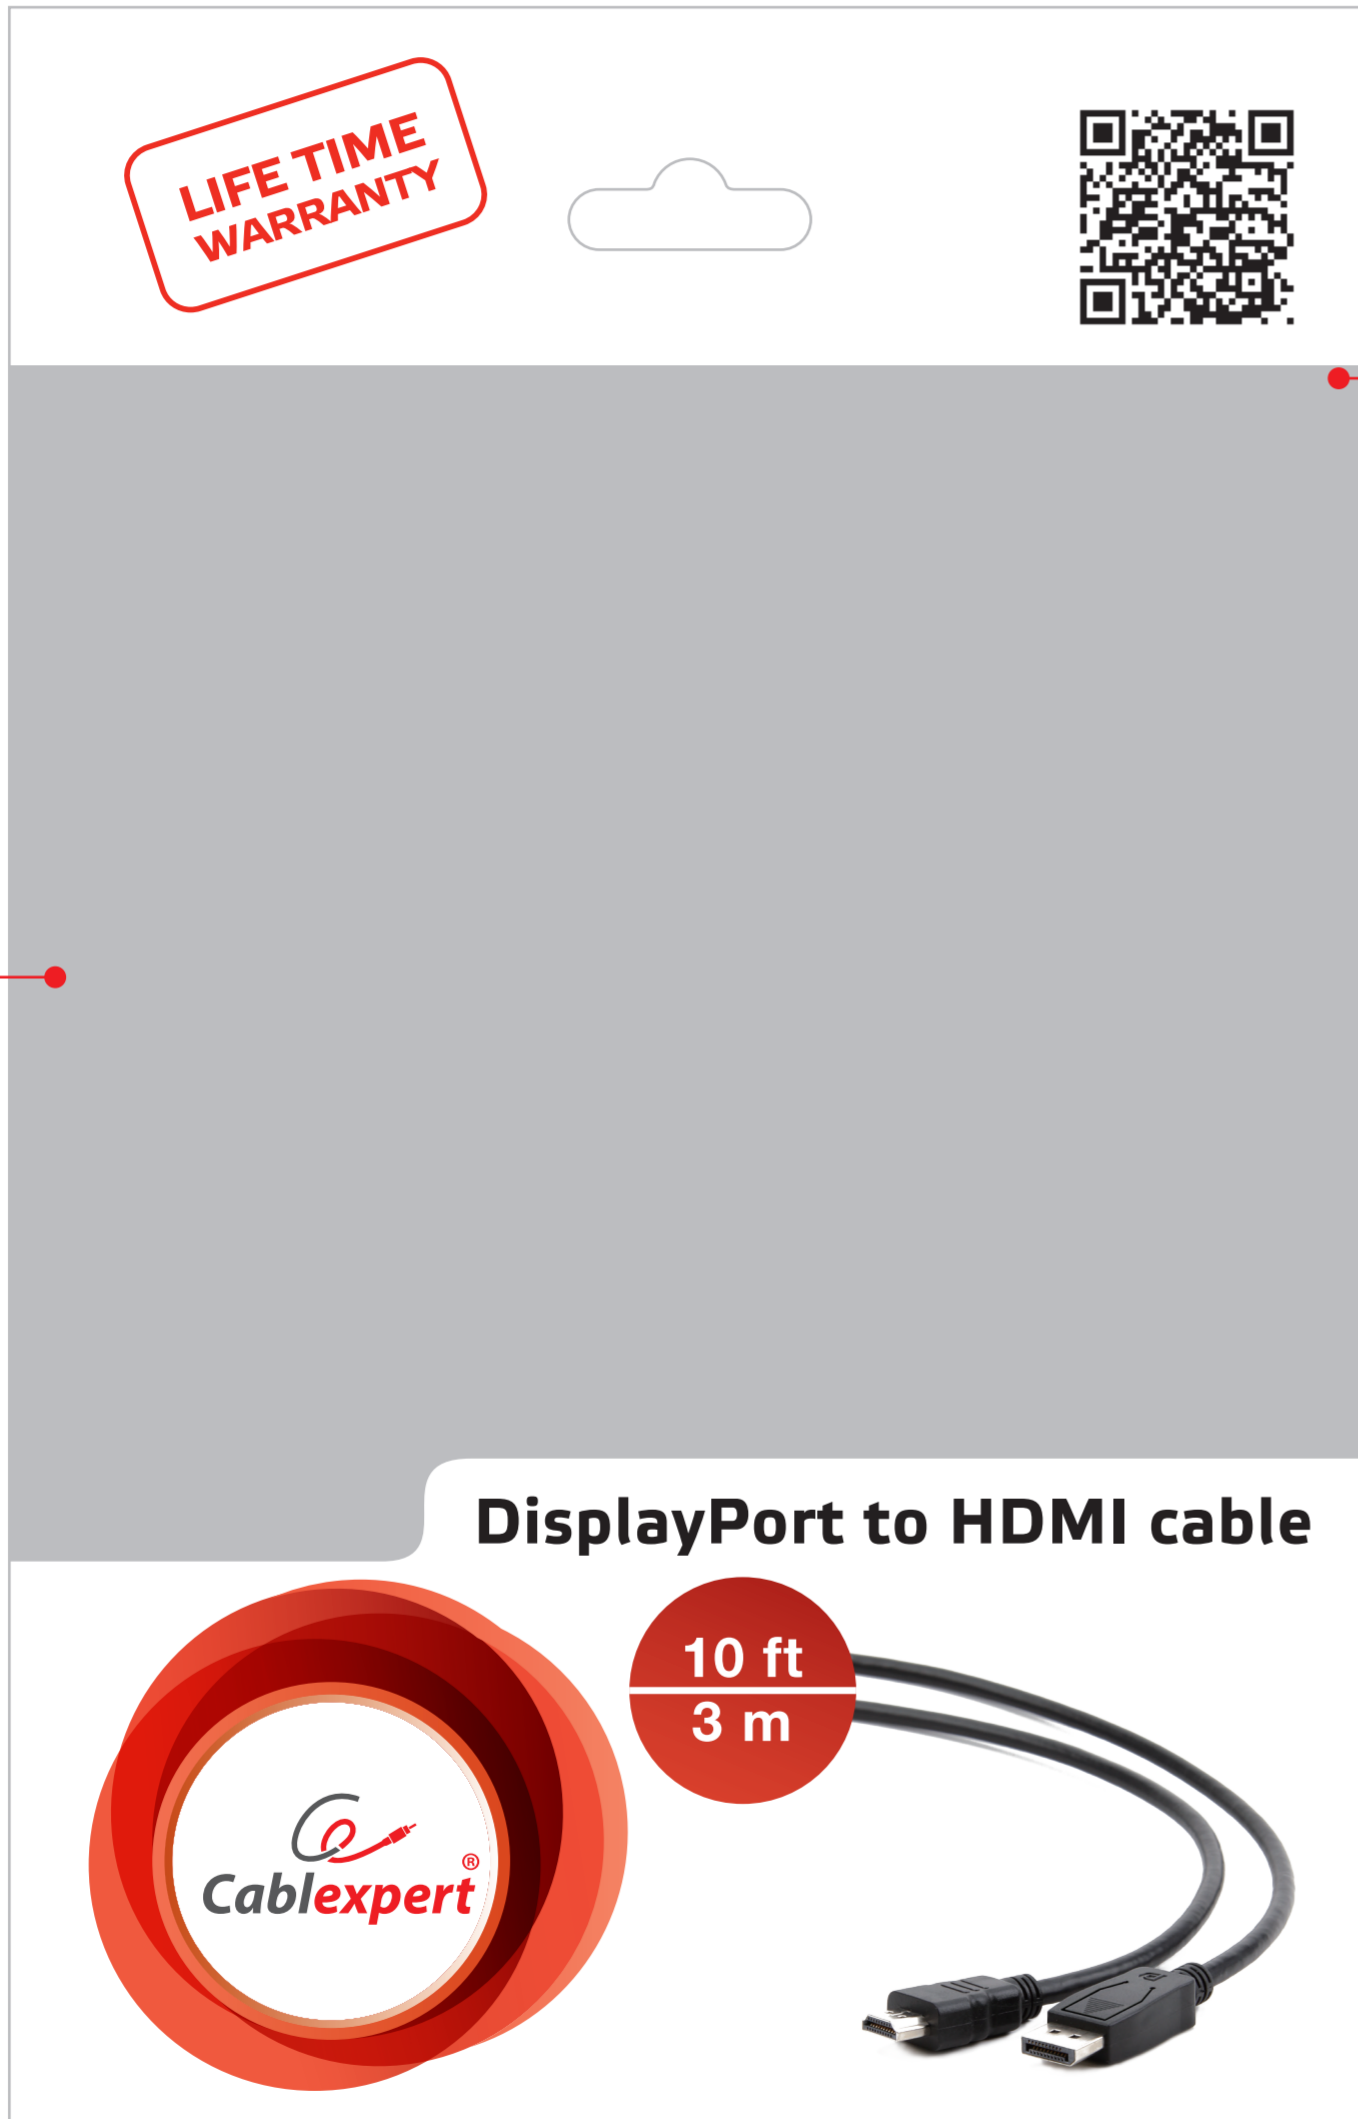 LIFE TIME
WARRANTY
DisplayPort to HDMI cable
10 ft
3 m
Cablexpert®